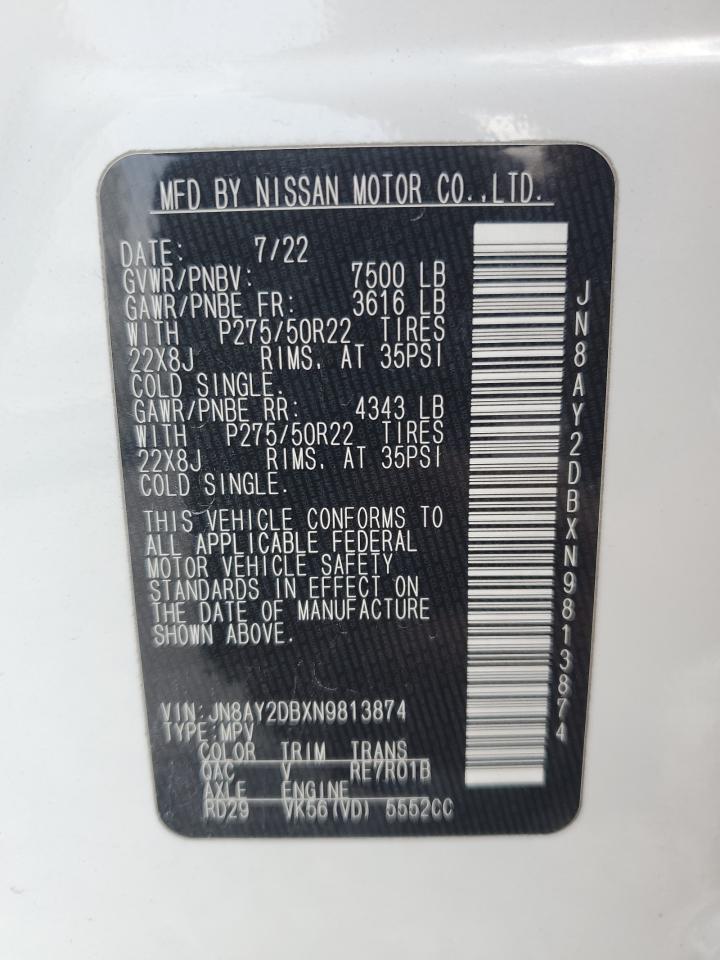 MFD BY NISSAN MOTOR CO.,LTD.
DATE: 7/22
GVWR/PNBV: 7500 LB
GAWR/PNBE FR: 3616 LB
WITH P275/50R22 TIRES
22X8J RIMS, AT 35PSI
COLD SINGLE.
GAWR/PNBE RR: 4343 LB
WITH P275/50R22 TIRES
22X8J RIMS, AT 35PSI
COLD SINGLE.
THIS VEHICLE CONFORMS TO
ALL APPLICABLE FEDERAL
MOTOR VEHICLE SAFETY
STANDARDS IN EFFECT ON
THE DATE OF MANUFACTURE
SHOWN ABOVE.
VIN:JN8AY2DBXN9813874
TYPE:MPV
COLOR TRIM TRANS
QAC V RE7R01B
AXLE ENGINE
RD29 VK56(VD) 5552CC
JN8AY2DBXN9813874